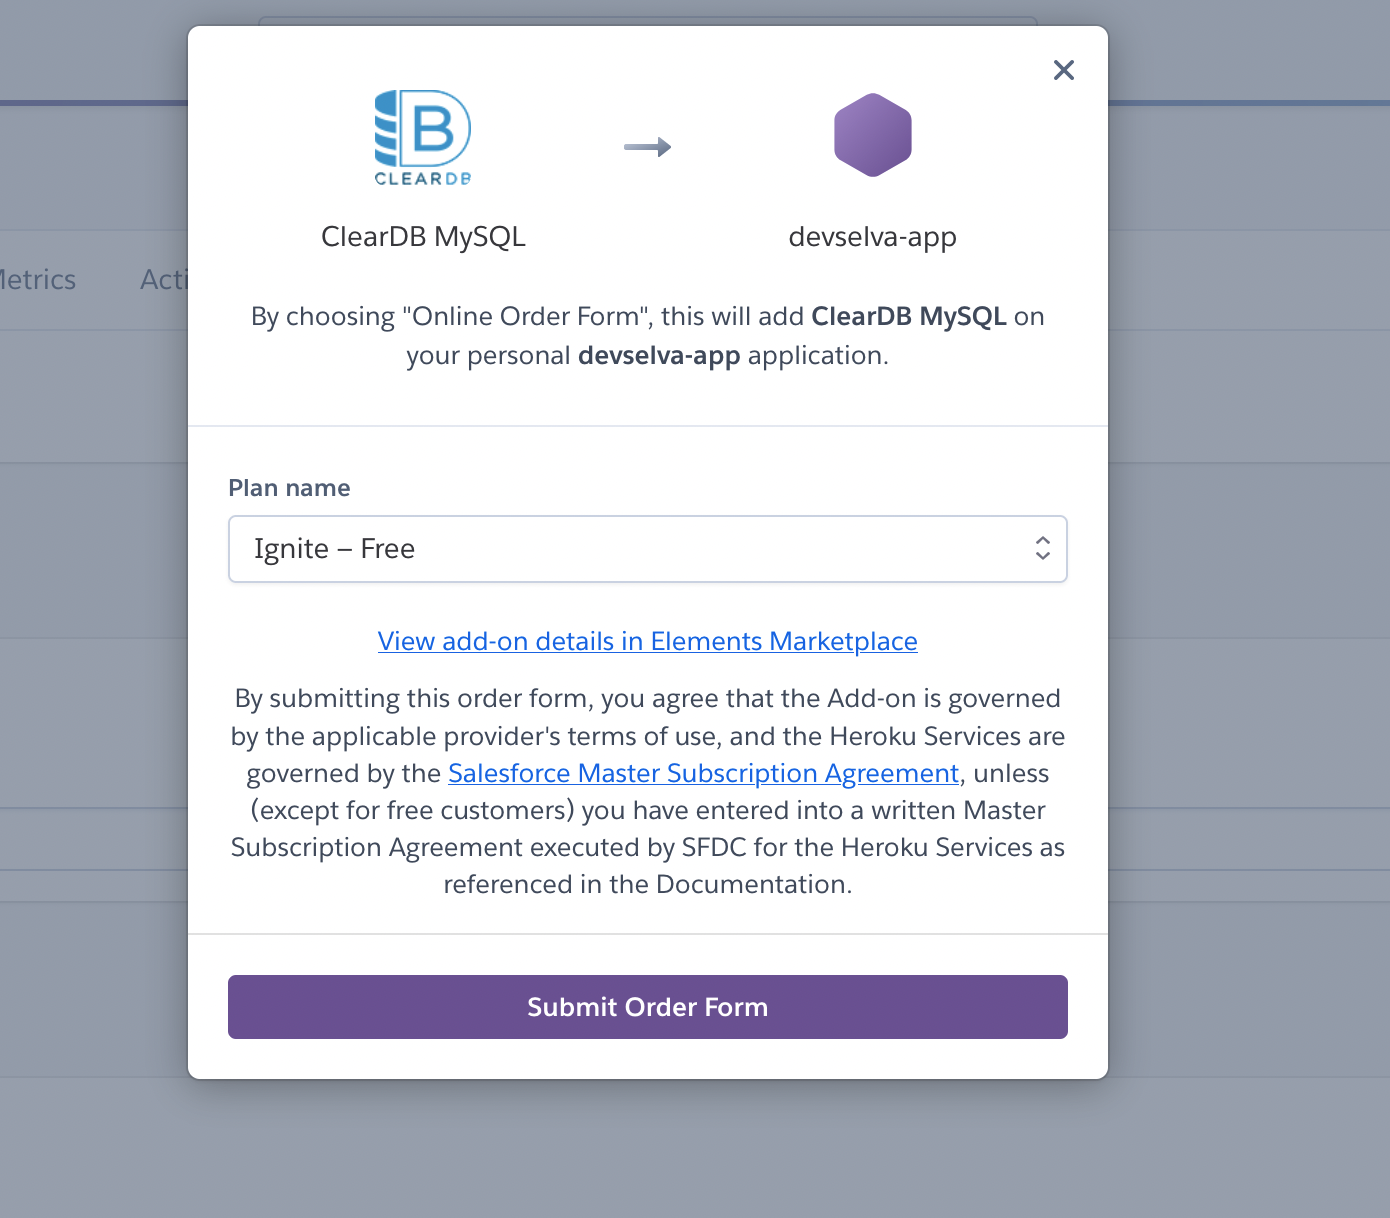 CLEARDB
ClearDB MySQL
devselva-app
By choosing "Online Order Form", this will add ClearDB MySQL on
your personal devselva-app application.
Plan name
Ignite – Free
View add-on details in Elements Marketplace
By submitting this order form, you agree that the Add-on is governed
by the applicable provider's terms of use, and the Heroku Services are
governed by the Salesforce Master Subscription Agreement, unless
(except for free customers) you have entered into a written Master
Subscription Agreement executed by SFDC for the Heroku Services as
referenced in the Documentation.
Submit Order Form